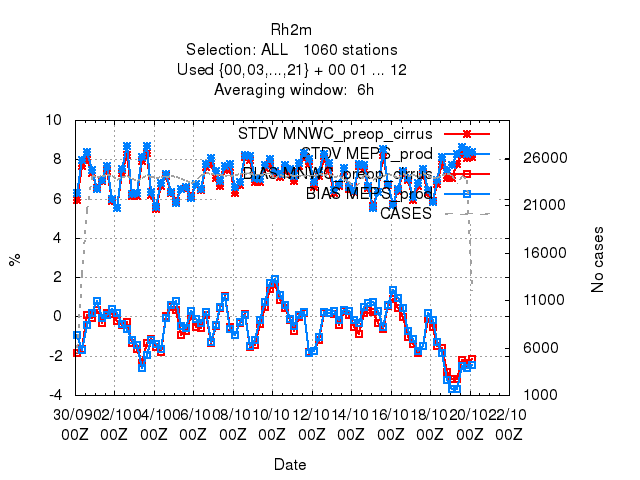 Rh2m
Selection: ALL 1060 stations
Used {00,03,...,21} + 00 01 ... 12
Averaging window: 6h
STDV MNWC_preop_cirrus
STDV MEPS_prod
BIAS MNWC_preop_cirrus
BIAS MEPS_prod
CASES
10
8
6
4
2
0
-2
-4
%
26000
21000
16000
11000
6000
1000
No cases
30/09 02/10 04/10 06/10 08/10 10/10 12/10 14/10 16/10 18/10 20/10 22/10
00Z 00Z 00Z 00Z 00Z 00Z 00Z 00Z 00Z 00Z 00Z 00Z
Date